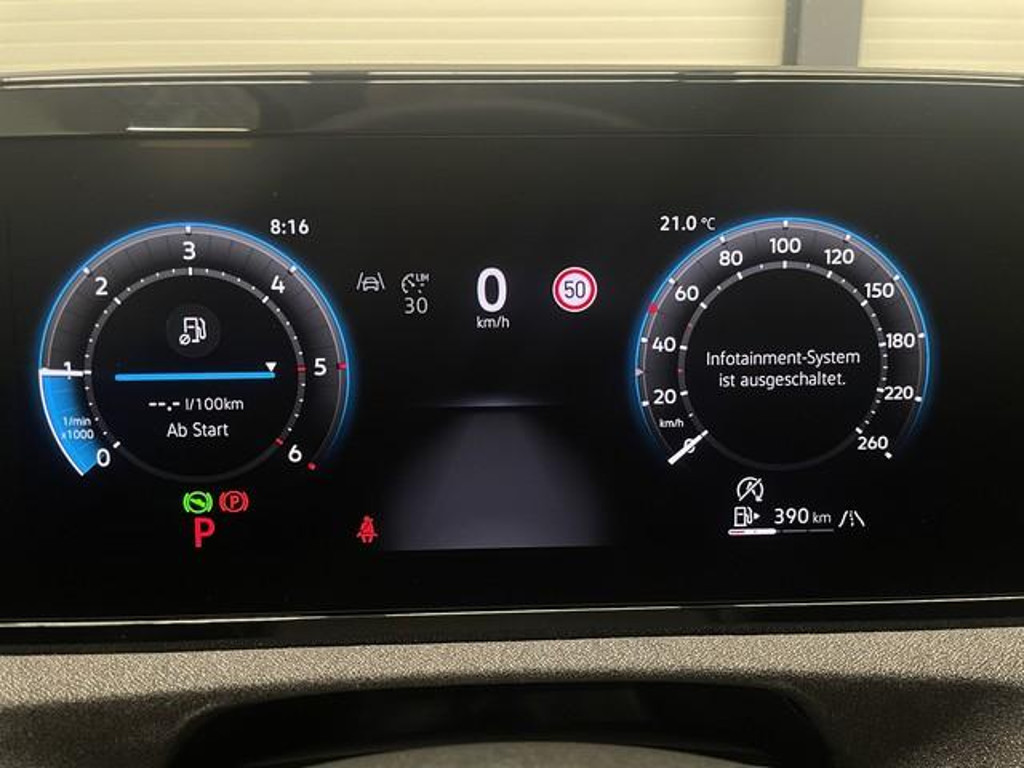 8:16
3
2
4
1
5
1/min
x1000
0
6
--.- l/100km
Ab Start
P
P
LIM
30
0
km/h
50
21.0 °C
100
80
120
60
150
40
180
20
220
km/h
0
260
Infotainment-System
ist ausgeschaltet.
A
390 km